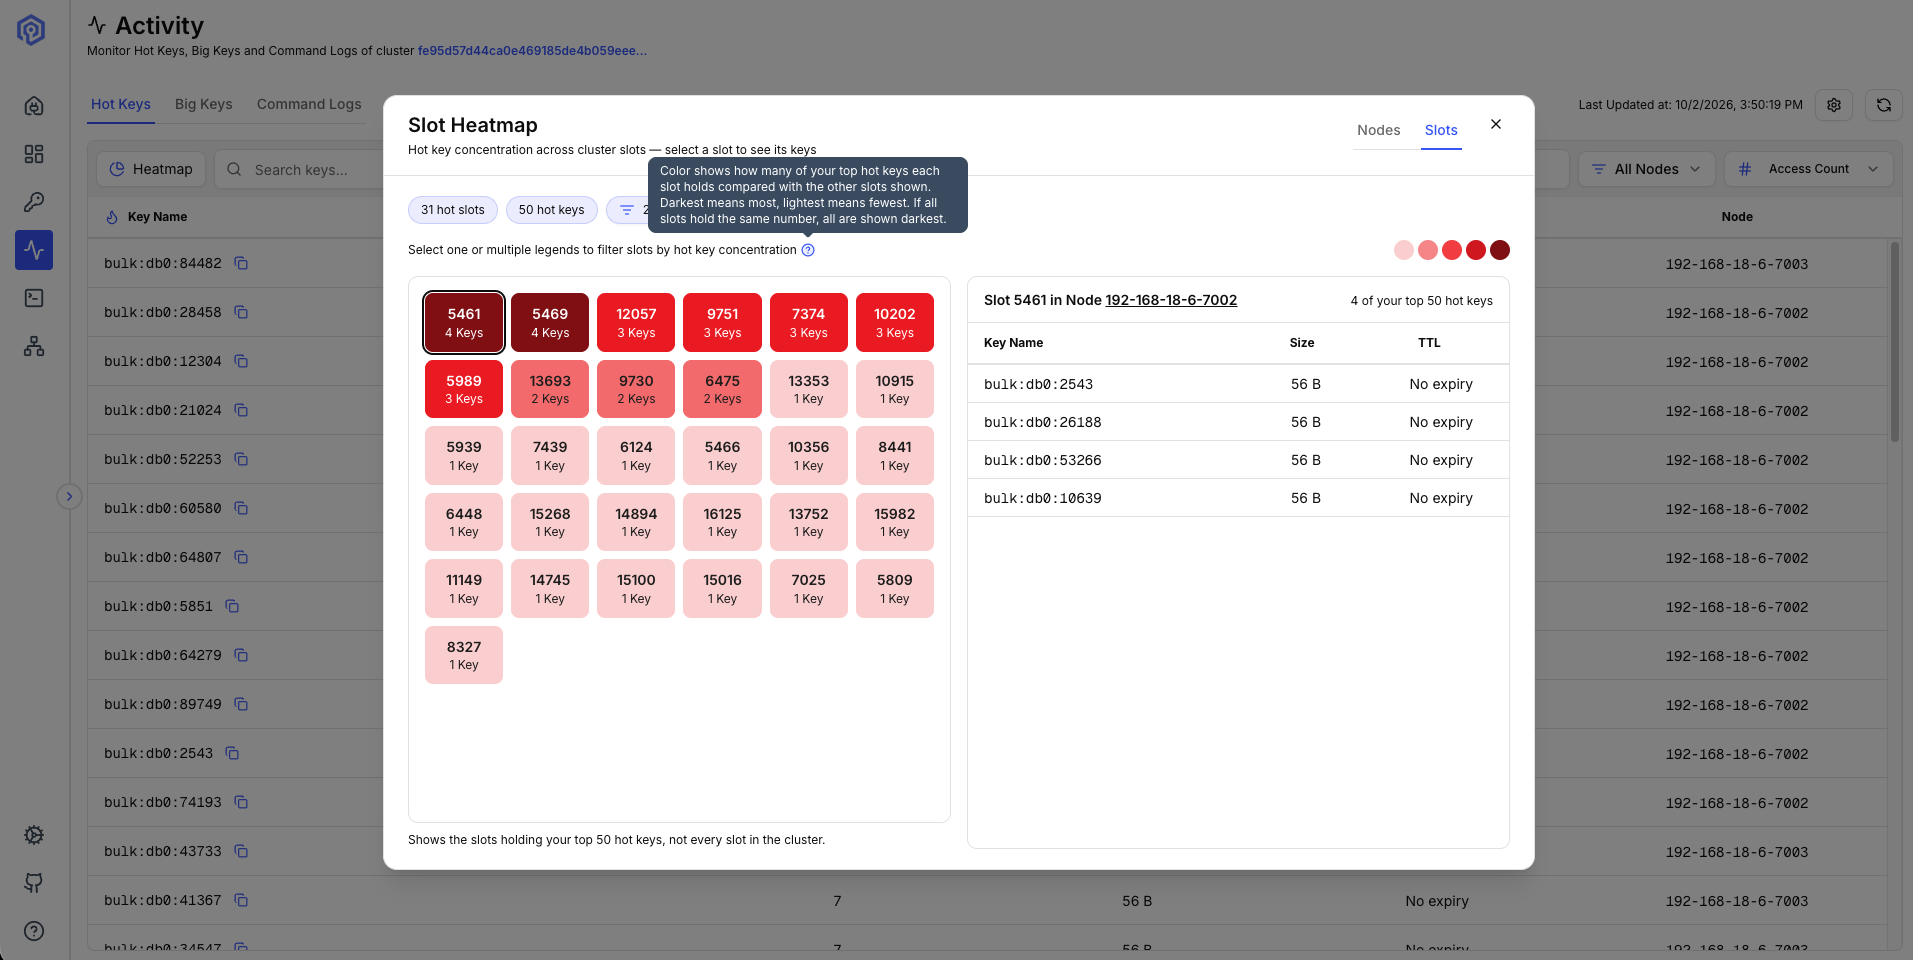 Activity
Monitor Hot Keys, Big Keys and Command Logs of cluster fe95d57d44ca0e469185de4b059eee...
Hot Keys
Big Keys
Command Logs
Last Updated at: 10/2/2026, 3:50:19 PM
Heatmap
Search keys...
All Nodes
Access Count
Key Name
Node
bulk:db0:84482
192-168-18-6-7003
bulk:db0:28458
192-168-18-6-7002
bulk:db0:12304
192-168-18-6-7002
bulk:db0:21024
192-168-18-6-7002
bulk:db0:52253
192-168-18-6-7002
bulk:db0:60580
192-168-18-6-7002
bulk:db0:64807
192-168-18-6-7002
bulk:db0:5851
192-168-18-6-7002
bulk:db0:64279
192-168-18-6-7002
bulk:db0:89749
192-168-18-6-7002
bulk:db0:2543
192-168-18-6-7002
bulk:db0:74193
192-168-18-6-7002
bulk:db0:43733
192-168-18-6-7003
bulk:db0:41367
7
56 B
No expiry
192-168-18-6-7003
bulk:db0:34547
7
56 B
No expiry
192-168-18-6-7003
Slot Heatmap
Hot key concentration across cluster slots — select a slot to see its keys
Nodes
Slots
Color shows how many of your top hot keys each
slot holds compared with the other slots shown.
Darkest means most, lightest means fewest. If all
slots hold the same number, all are shown darkest.
31 hot slots
50 hot keys
2
Select one or multiple legends to filter slots by hot key concentration
5461
4 Keys
5469
4 Keys
12057
3 Keys
9751
3 Keys
7374
3 Keys
10202
3 Keys
5989
3 Keys
13693
2 Keys
9730
2 Keys
6475
2 Keys
13353
1 Key
10915
1 Key
5939
1 Key
7439
1 Key
6124
1 Key
5466
1 Key
10356
1 Key
8441
1 Key
6448
1 Key
15268
1 Key
14894
1 Key
16125
1 Key
13752
1 Key
15982
1 Key
11149
1 Key
14745
1 Key
15100
1 Key
15016
1 Key
7025
1 Key
5809
1 Key
8327
1 Key
Shows the slots holding your top 50 hot keys, not every slot in the cluster.
Slot 5461 in Node 192-168-18-6-7002
4 of your top 50 hot keys
Key Name
Size
TTL
bulk:db0:2543
56 B
No expiry
bulk:db0:26188
56 B
No expiry
bulk:db0:53266
56 B
No expiry
bulk:db0:10639
56 B
No expiry